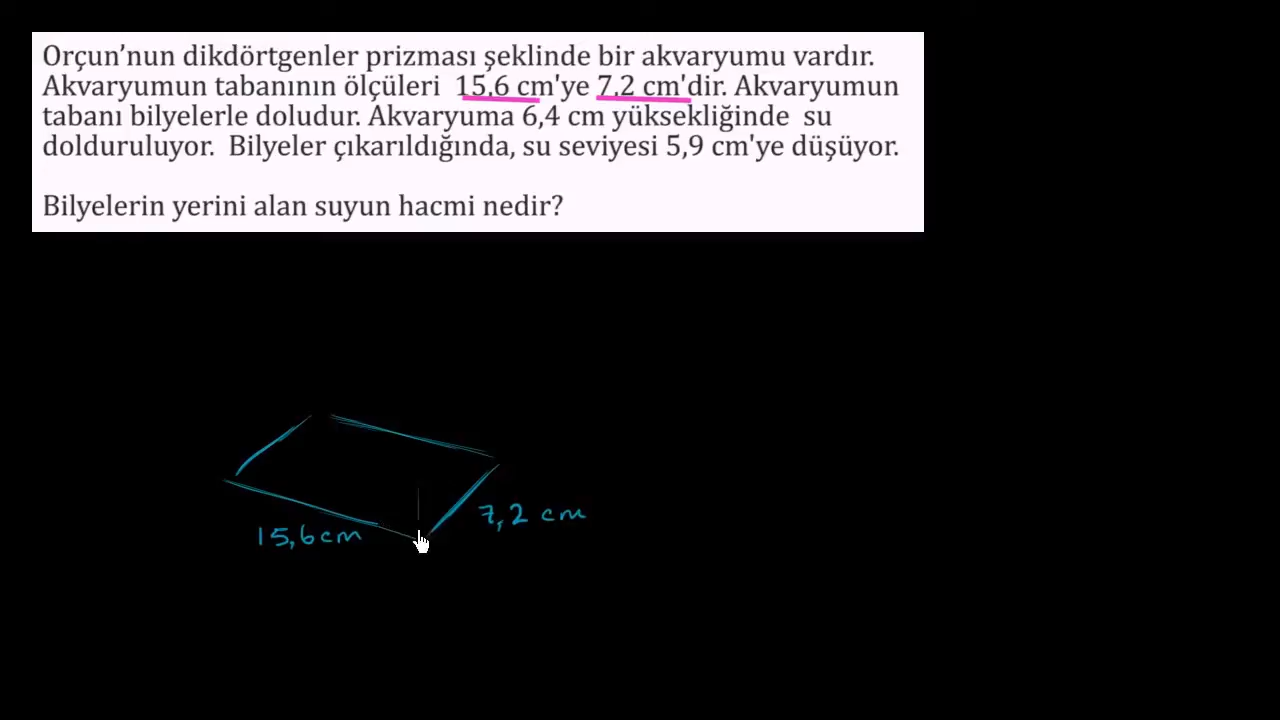 Orçun’nun dikdörtgenler prizması şeklinde bir akvaryumu vardır.
Akvaryumun tabanının ölçüleri 15,6 cm'ye 7,2 cm'dir. Akvaryumun
tabanı bilyelerle doludur. Akvaryuma 6,4 cm yüksekliğinde su
dolduruluyor. Bilyeler çıkarıldığında, su seviyesi 5,9 cm'ye düşüyor.
Bilyelerin yerini alan suyun hacmi nedir?
7,2 cm
15,6cm